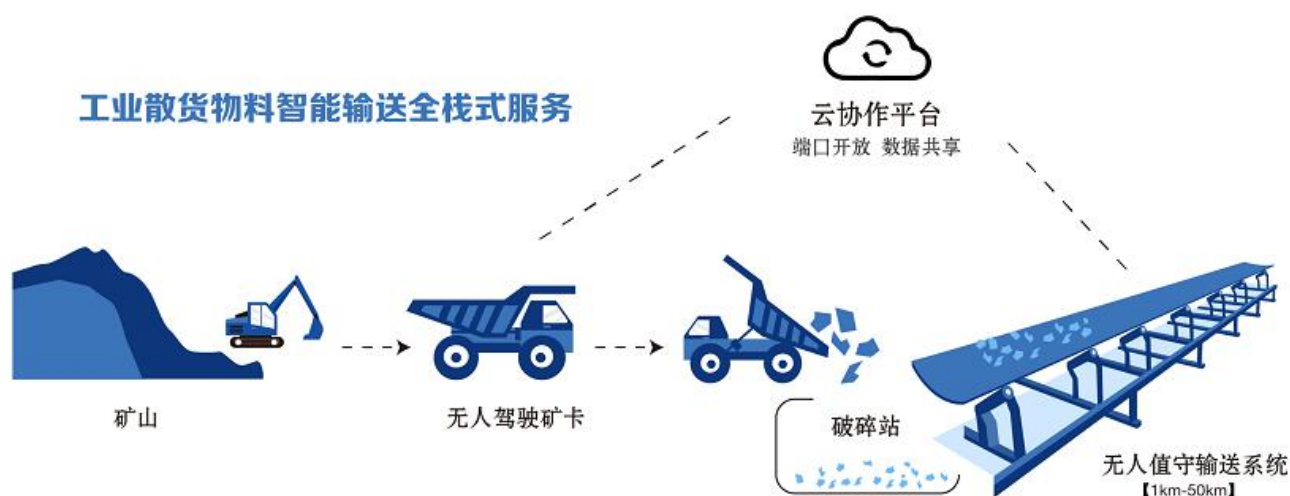 工业散货物料智能输送全栈式服务
云协作平台
端口开放 数据共享
矿山
无人驾驶矿卡
破碎站
无人值守输送系统
【1km-50km】